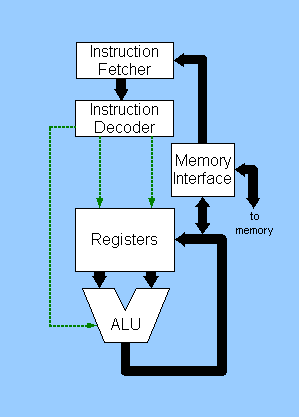 Instruction
Fetcher
Instruction
Decoder
Memory
Interface
to
memory
Registers
ALU